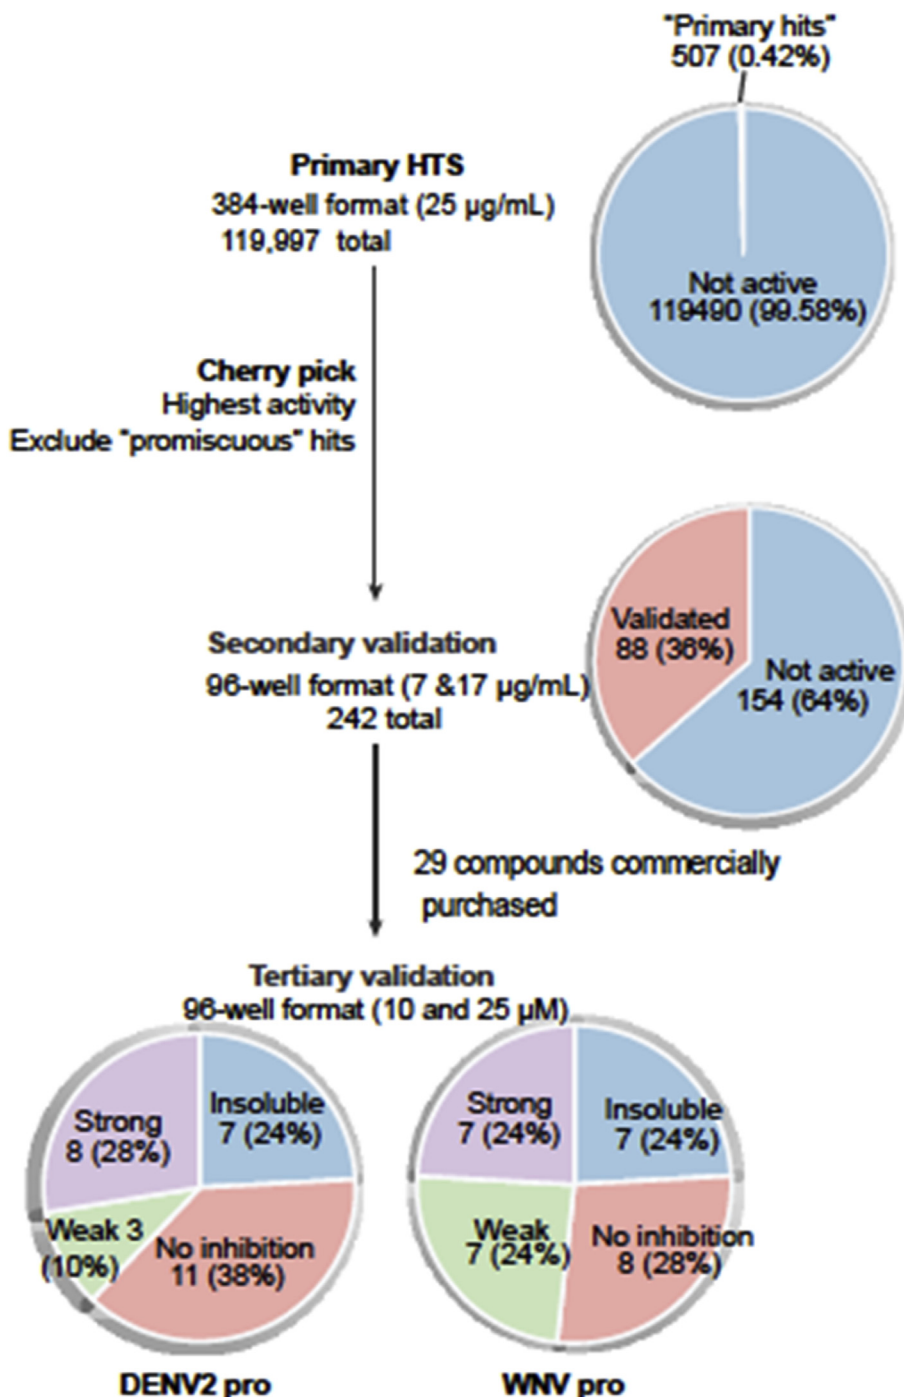 "Primary hits"
507 (0.42%)
Primary HTS
384-well format (25 µg/mL)
119,997 total
Not active
119490 (99.58%)
Cherry pick
Highest activity
Exclude "promiscuous" hits
Validated
88 (36%)
Not active
154 (64%)
Secondary validation
96-well format (7 &17 µg/mL)
242 total
29 compounds commercially
purchased
Tertiary validation
96-well format (10 and 25 µM)
Strong
8 (28%)
Insoluble
7 (24%)
Weak 3
(10%)
No inhibition
11 (38%)
DENV2 pro
Strong
7 (24%)
Insoluble
7 (24%)
Weak
7 (24%)
No inhibition
8 (28%)
WNV pro